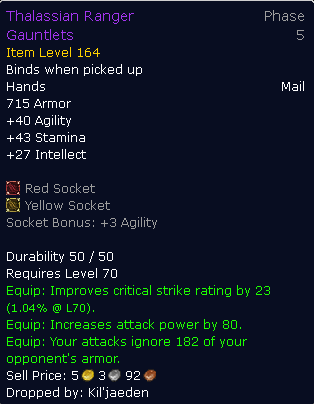 Thalassian Ranger Phase
Gauntlets 5
Item Level 164
Binds when picked up
Hands Mail
715 Armor
+40 Agility
+43 Stamina
+27 Intellect
Red Socket
Yellow Socket
Socket Bonus: +3 Agility
Durability 50 / 50
Requires Level 70
Equip: Improves critical strike rating by 23
(1.04% @ L70).
Equip: Increases attack power by 80.
Equip: Your attacks ignore 182 of your
opponent's armor.
Sell Price: 5 3 92
Dropped by: Kil'jaeden